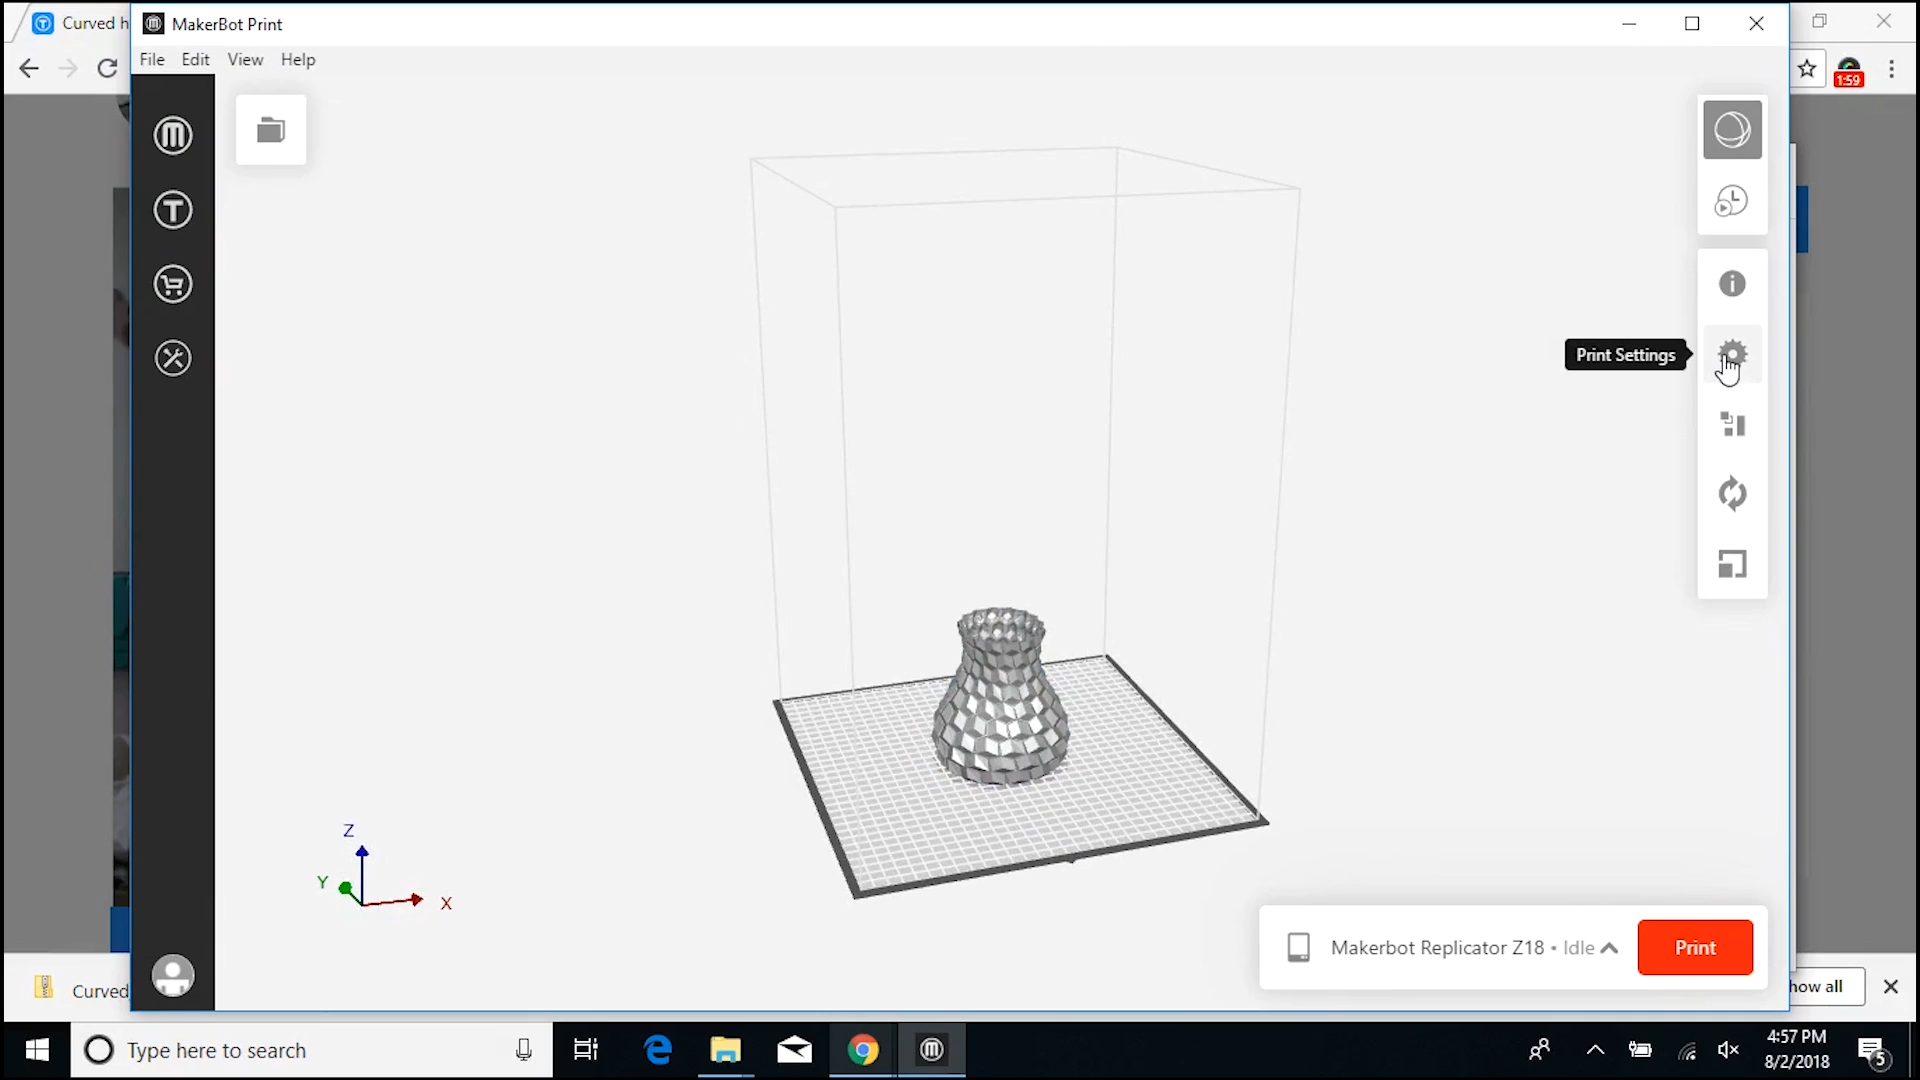 Curved h
MakerBot Print
File Edit View Help
1:59
Print Settings
Z
Y
X
Makerbot Replicator Z18 • Idle
Print
Curved
how all
Type here to search
4:57 PM
8/2/2018
5